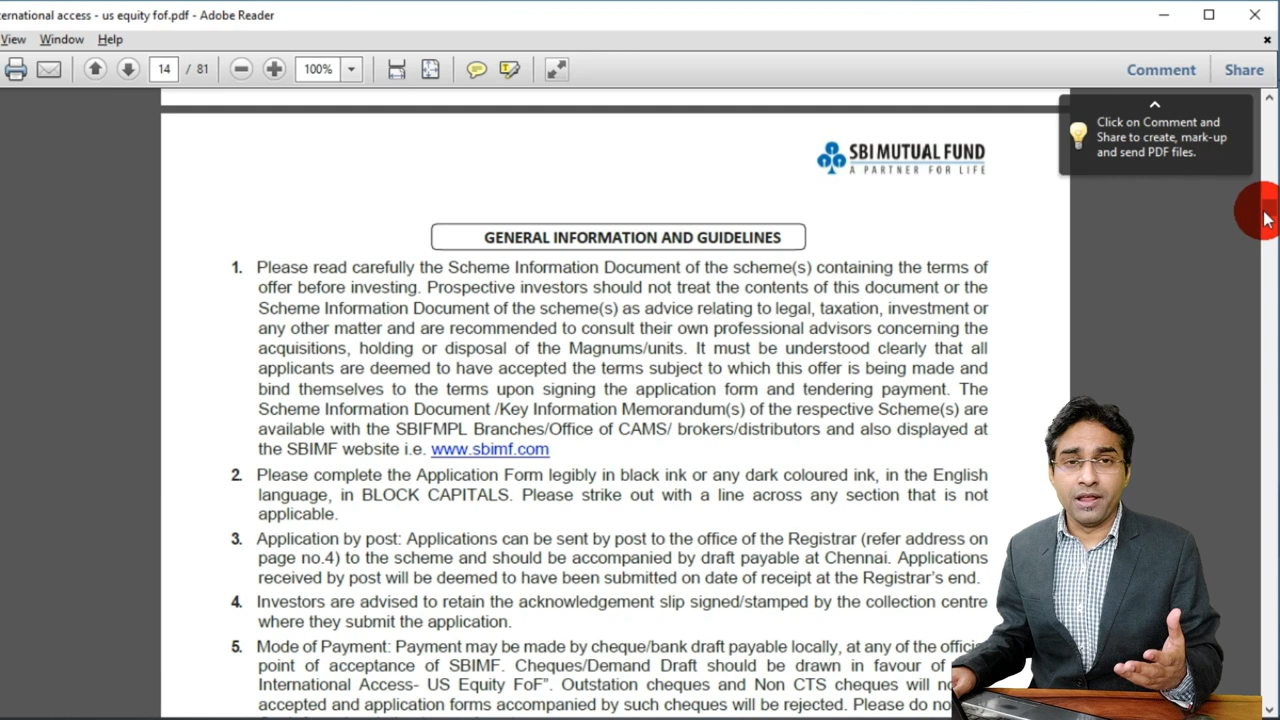 ernational access - us equity fof.pdf - Adobe Reader
View Window Help
14 / 81 100% Comment Share
Click on Comment and
Share to create, mark-up
and send PDF files.
SBI MUTUAL FUND
A PARTNER FOR LIFE
GENERAL INFORMATION AND GUIDELINES
1. Please read carefully the Scheme Information Document of the scheme(s) containing the terms of
offer before investing. Prospective investors should not treat the contents of this document or the
Scheme Information Document of the scheme(s) as advice relating to legal, taxation, investment or
any other matter and are recommended to consult their own professional advisors concerning the
acquisitions, holding or disposal of the Magnums/units. It must be understood clearly that all
applicants are deemed to have accepted the terms subject to which this offer is being made and
bind themselves to the terms upon signing the application form and tendering payment. The
Scheme Information Document /Key Information Memorandum(s) of the respective Scheme(s) are
available with the SBIFMPL Branches/Office of CAMS/ brokers/distributors and also displayed at
the SBIMF website i.e. www.sbimf.com
2. Please complete the Application Form legibly in black ink or any dark coloured ink, in the English
language, in BLOCK CAPITALS. Please strike out with a line across any section that is not
applicable.
3. Application by post: Applications can be sent by post to the office of the Registrar (refer address on
page no.4) to the scheme and should be accompanied by draft payable at Chennai. Applications
received by post will be deemed to have been submitted on date of receipt at the Registrar's end.
4. Investors are advised to retain the acknowledgement slip signed/stamped by the collection centre
where they submit the application.
5. Mode of Payment: Payment may be made by cheque/bank draft payable locally, at any of the
point of acceptance of SBIMF. Cheques/Demand Draft should be drawn in favour of
International Access- US Equity FoF". Outstation cheques and Non CTS cheques will
accepted and application forms accompanied by such cheques will be rejected. Please do